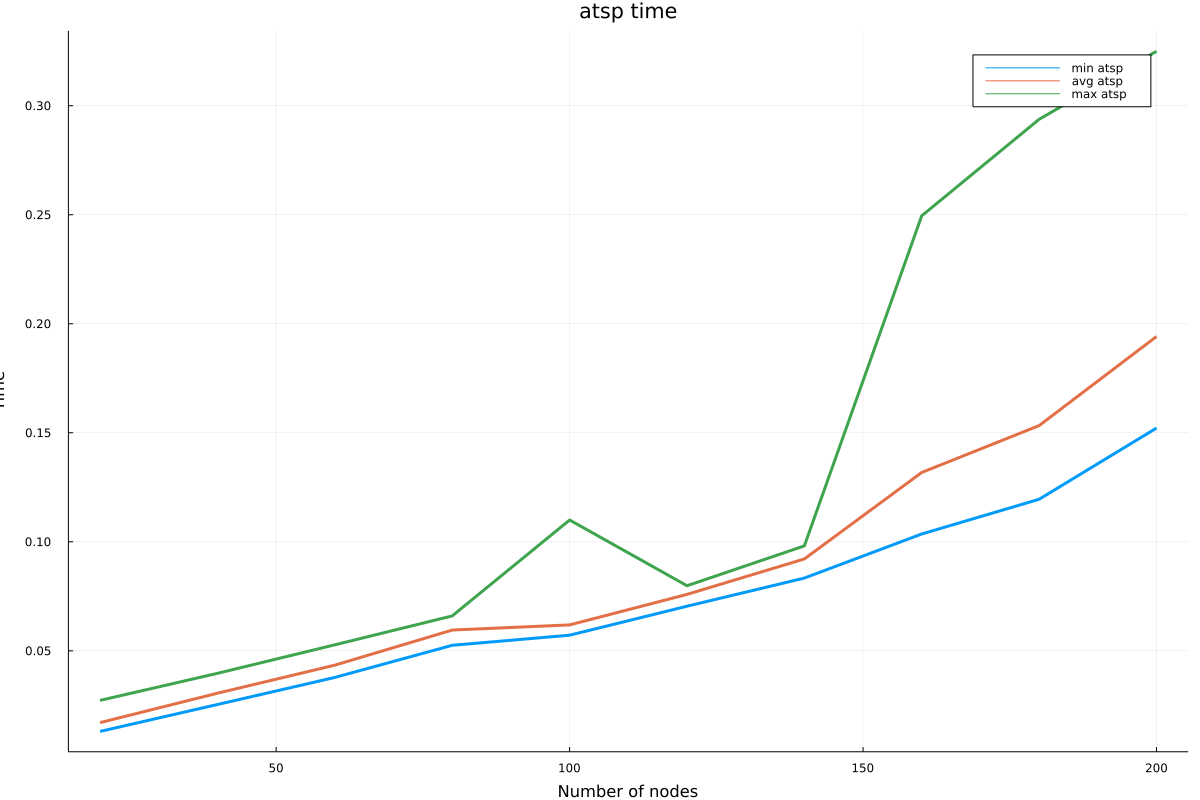 atsp time
min atsp
avg atsp
max atsp
0.30
0.25
0.20
0.15
0.10
0.05
50 100 150 200
Number of nodes